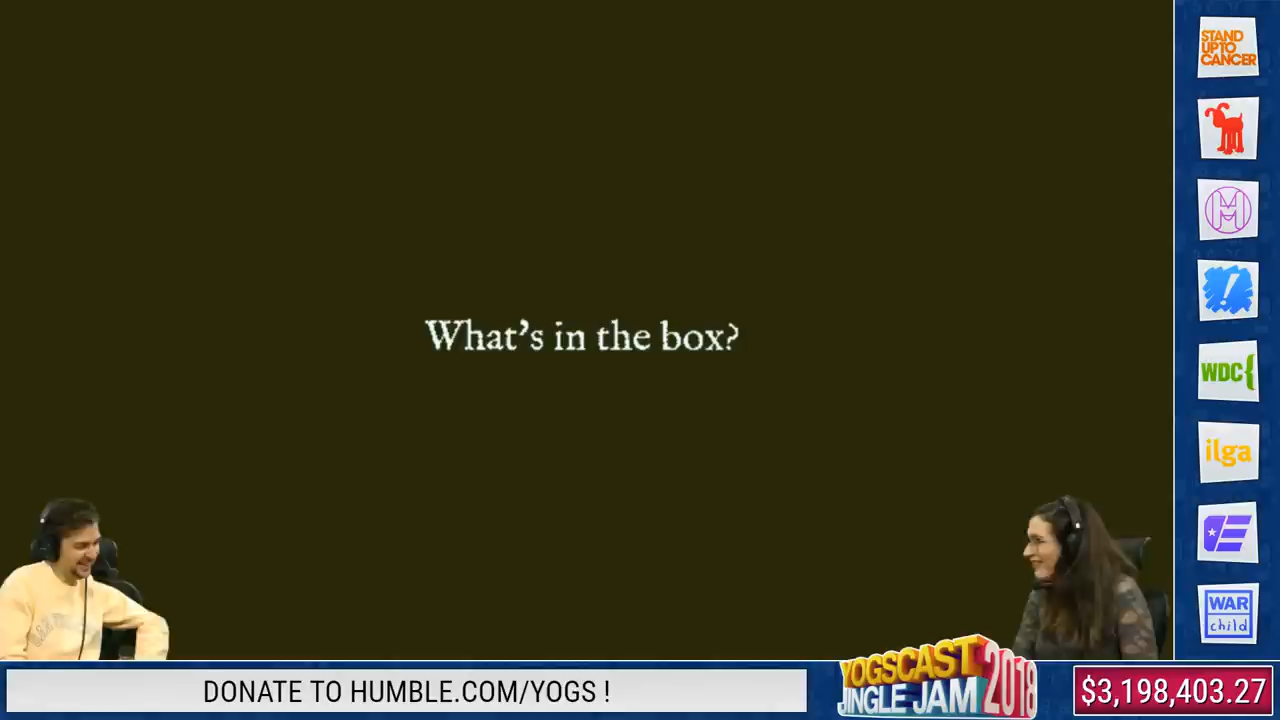 What's in the box?
STAND
UP TO
CANCER
!
WDC
ilga
WAR
child
DONATE TO HUMBLE.COM/YOGS !
YOGSCAST
JINGLE JAM
2018
$3,198,403.27